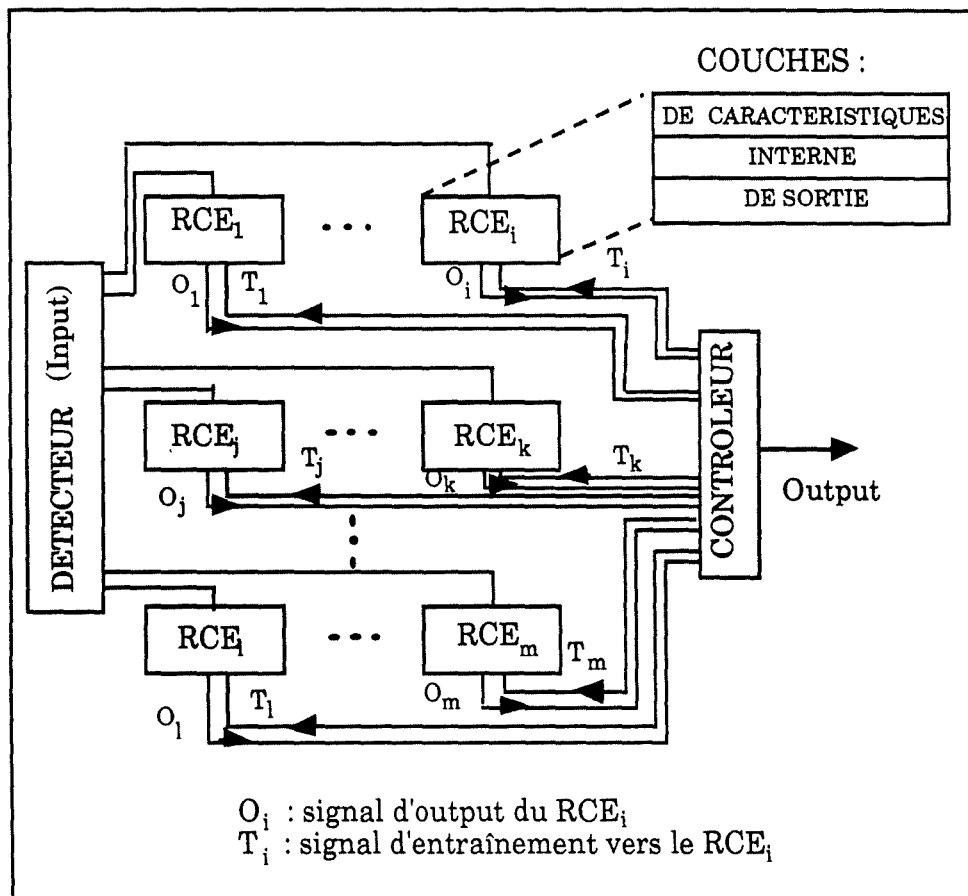 COUCHES :
DE CARACTERISTIQUES
INTERNE
DE SORTIE
RCE₁ • • • RCEᵢ
O₁ T₁ Oᵢ Tᵢ
DETECTEUR (Input)
RCEⱼ • • • RCEₖ
Oⱼ Tⱼ Oₖ Tₖ
CONTROLEUR
Output
RCEₗ • • • RCEₘ
Oₗ Tₗ Oₘ Tₘ
Oᵢ : signal d'output du RCEᵢ
Tᵢ : signal d'entraînement vers le RCEᵢ